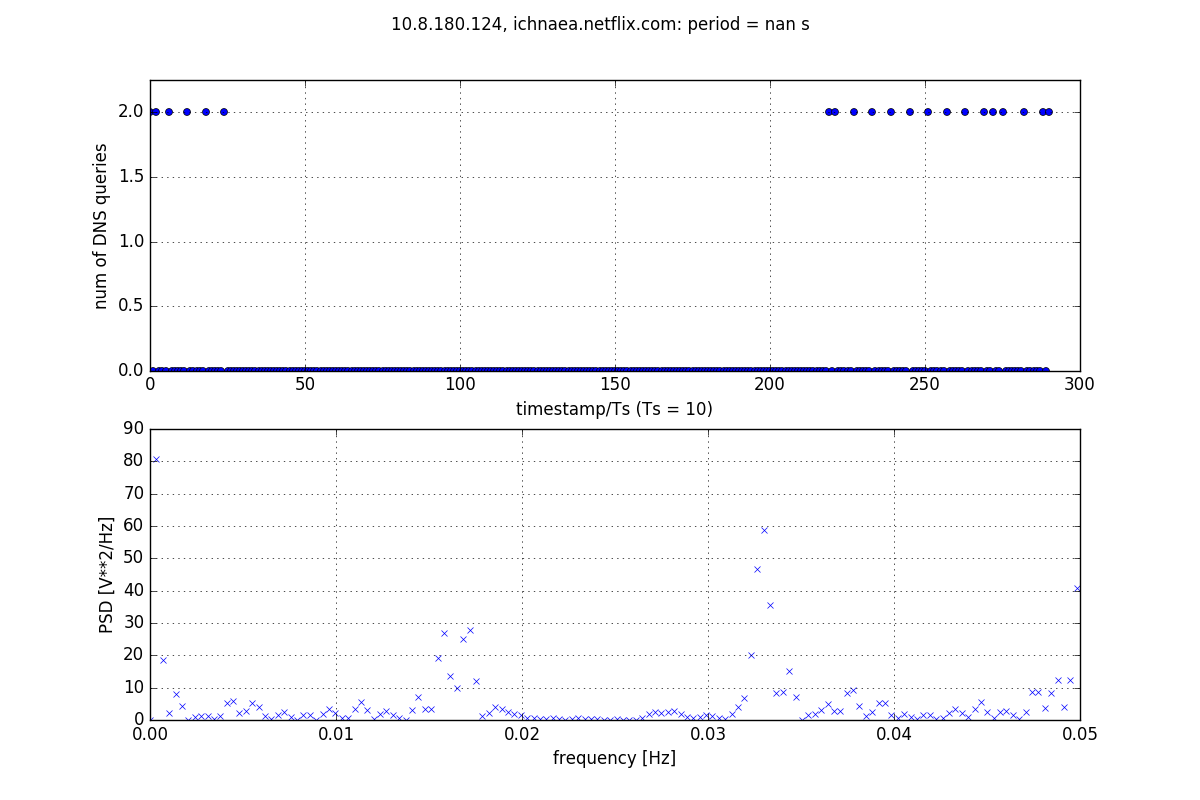 10.8.180.124, ichnaea.netflix.com: period = nan s
2.0
1.5
1.0
0.5
0.0
num of DNS queries
0 50 100 150 200 250 300
timestamp/Ts (Ts = 10)
90
80
70
60
50
40
30
20
10
0
PSD [V**2/Hz]
0.00 0.01 0.02 0.03 0.04 0.05
frequency [Hz]